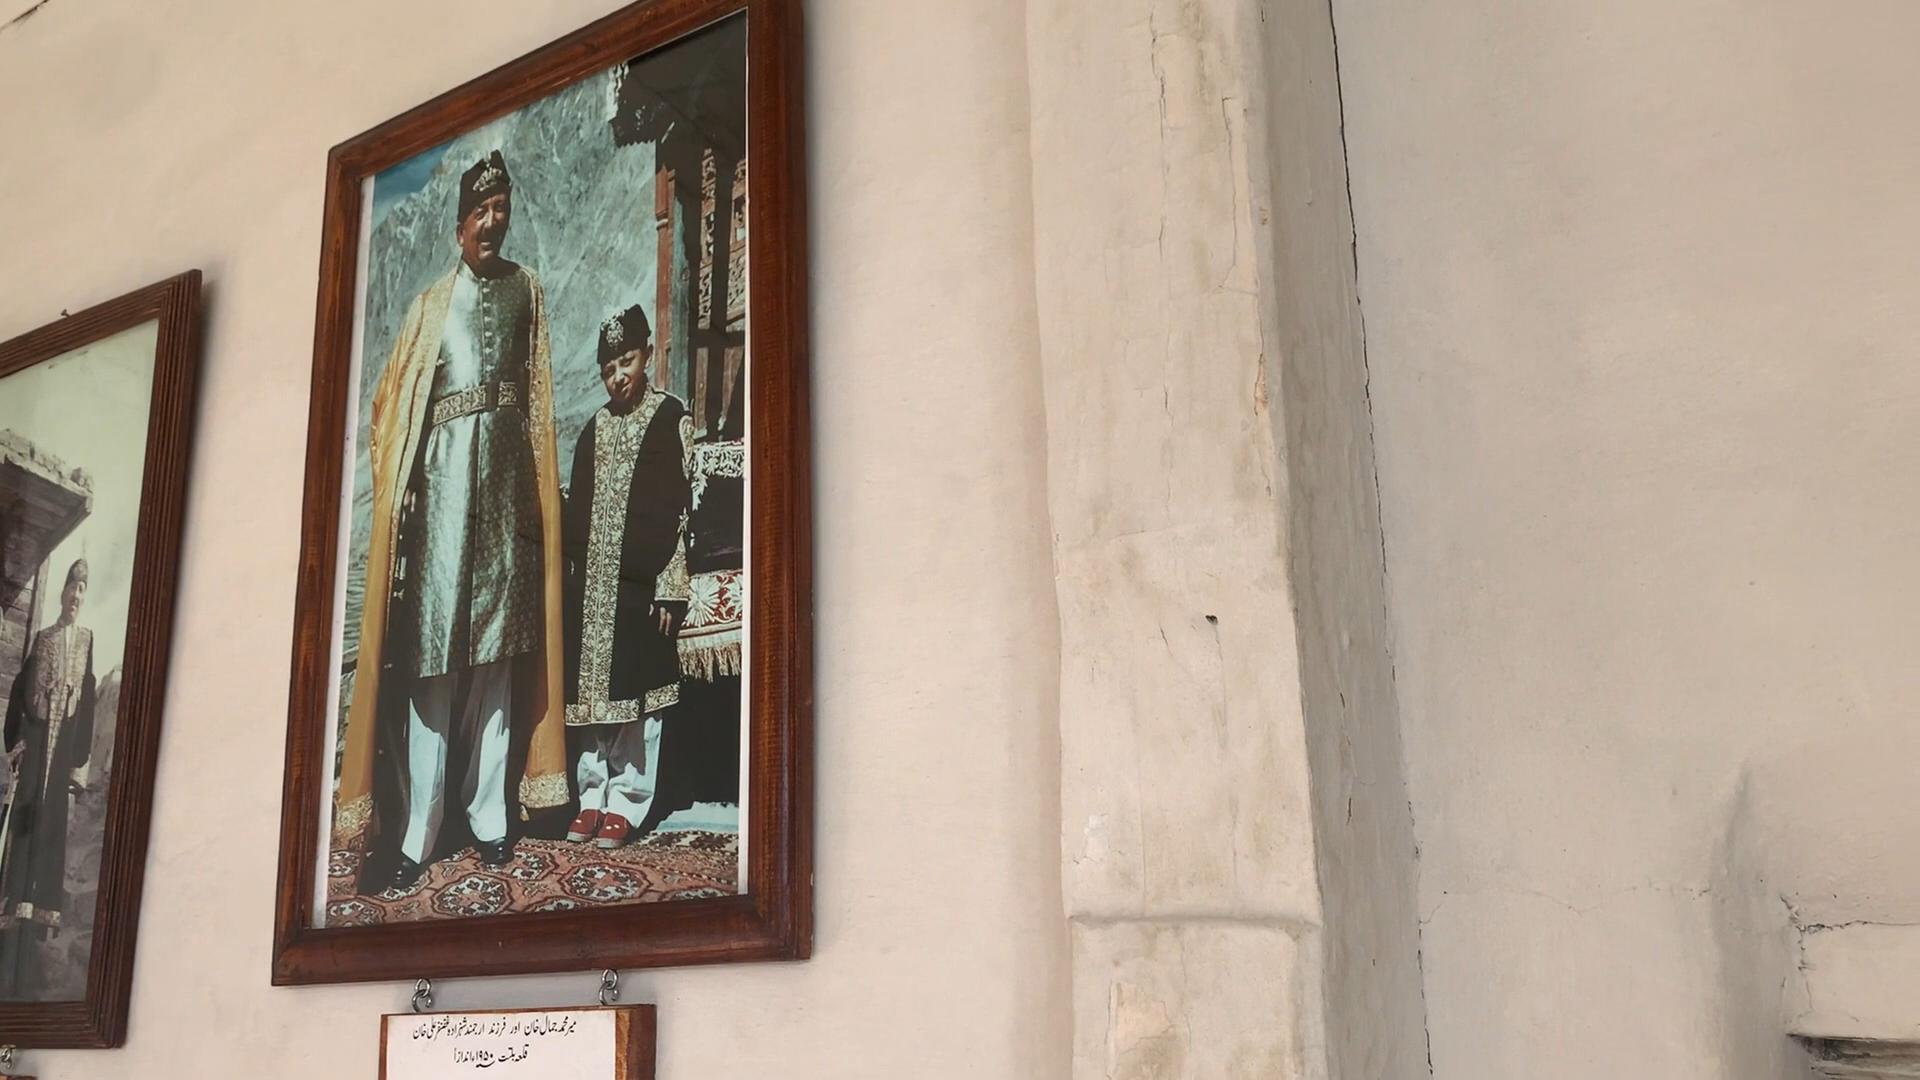 میر محمد جمال خان اور فرزند ارجمند شہزادہ غضنفر علی خان
قلعہ بلتت ۱۹۵۰ء اندازاً